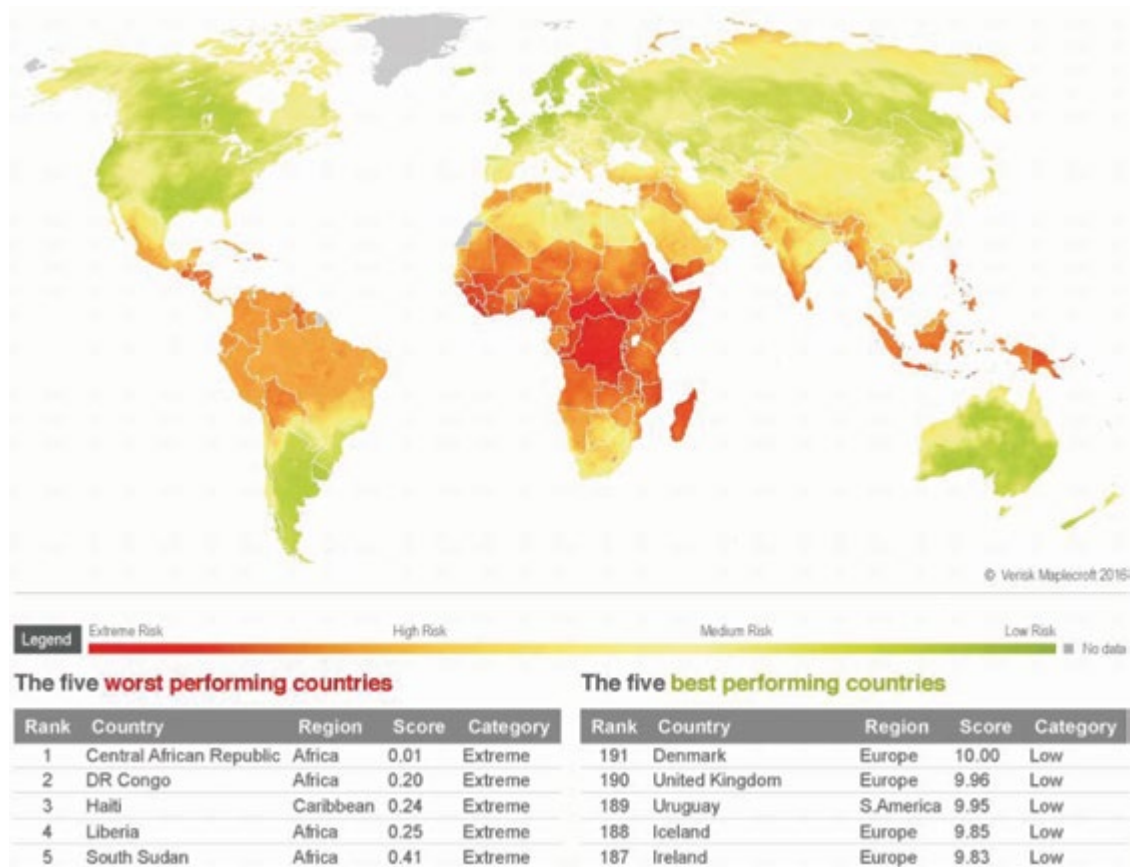 © Verisk Maplecroft 2016
Legend Extreme Risk High Risk Medium Risk Low Risk No data
The five worst performing countries
Rank Country Region Score Category
1 Central African Republic Africa 0.01 Extreme
2 DR Congo Africa 0.20 Extreme
3 Haiti Caribbean 0.24 Extreme
4 Liberia Africa 0.25 Extreme
5 South Sudan Africa 0.41 Extreme
The five best performing countries
Rank Country Region Score Category
191 Denmark Europe 10.00 Low
190 United Kingdom Europe 9.96 Low
189 Uruguay S.America 9.95 Low
188 Iceland Europe 9.85 Low
187 Ireland Europe 9.83 Low